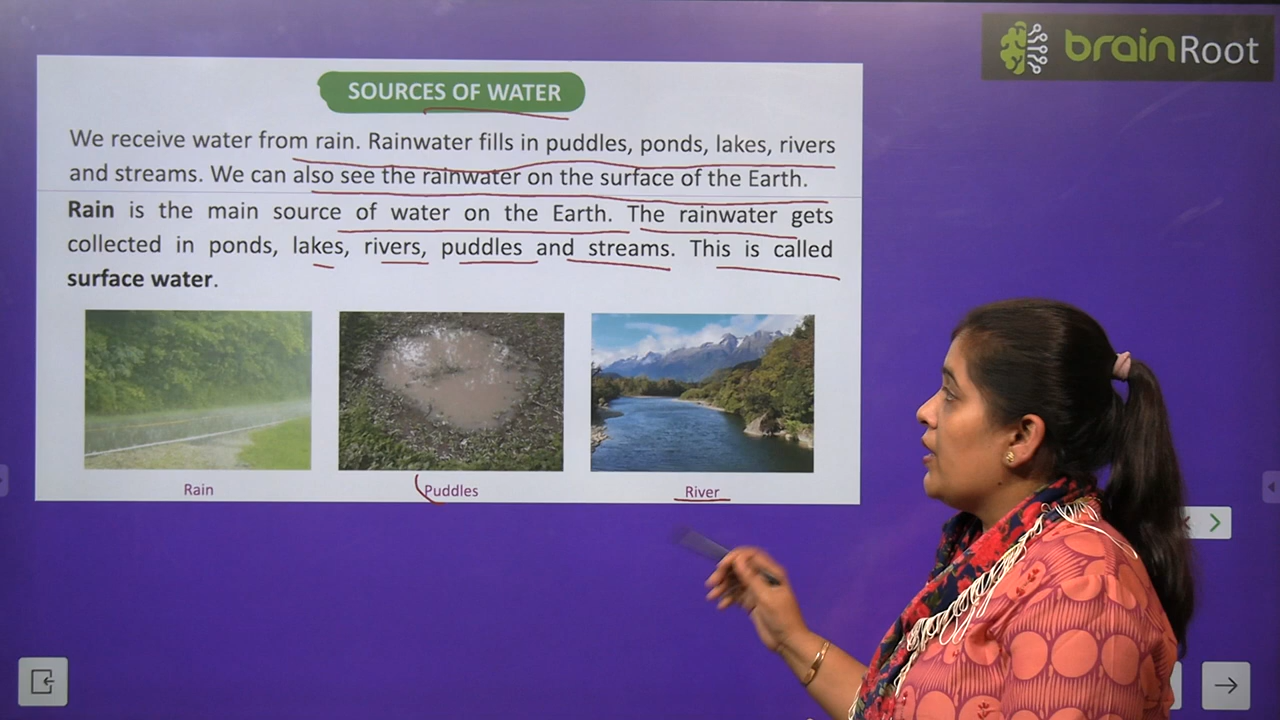 brainRoot
SOURCES OF WATER
We receive water from rain. Rainwater fills in puddles, ponds, lakes, rivers
and streams. We can also see the rainwater on the surface of the Earth.
Rain is the main source of water on the Earth. The rainwater gets
collected in ponds, lakes, rivers, puddles and streams. This is called
surface water.
Rain
Puddles
River